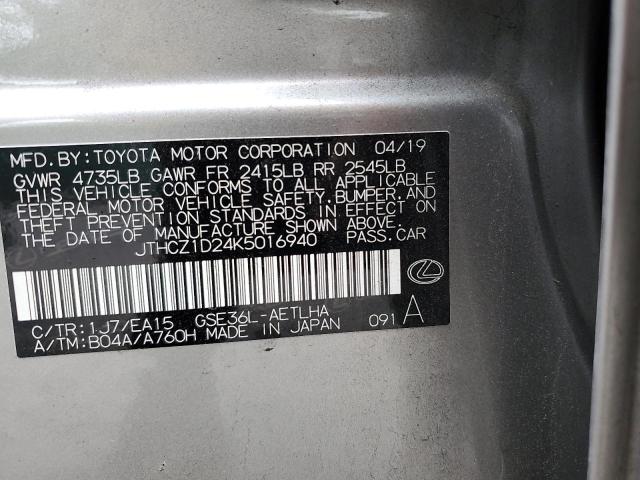 MFD.BY:TOYOTA MOTOR CORPORATION 04/19
GVWR 4735LB GAWR FR 2415LB RR 2545LB
THIS VEHICLE CONFORMS TO ALL APPLICABLE
FEDERAL MOTOR VEHICLE SAFETY,BUMPER,AND
THEFT PREVENTION STANDARDS IN EFFECT ON
THE DATE OF MANUFACTURE SHOWN ABOVE.
JTHCZ1D24K5016940 PASS.CAR
C/TR:1J7/EA15 GSE36L-AETLHA
A/TM:B04A/A760H MADE IN JAPAN 091 A